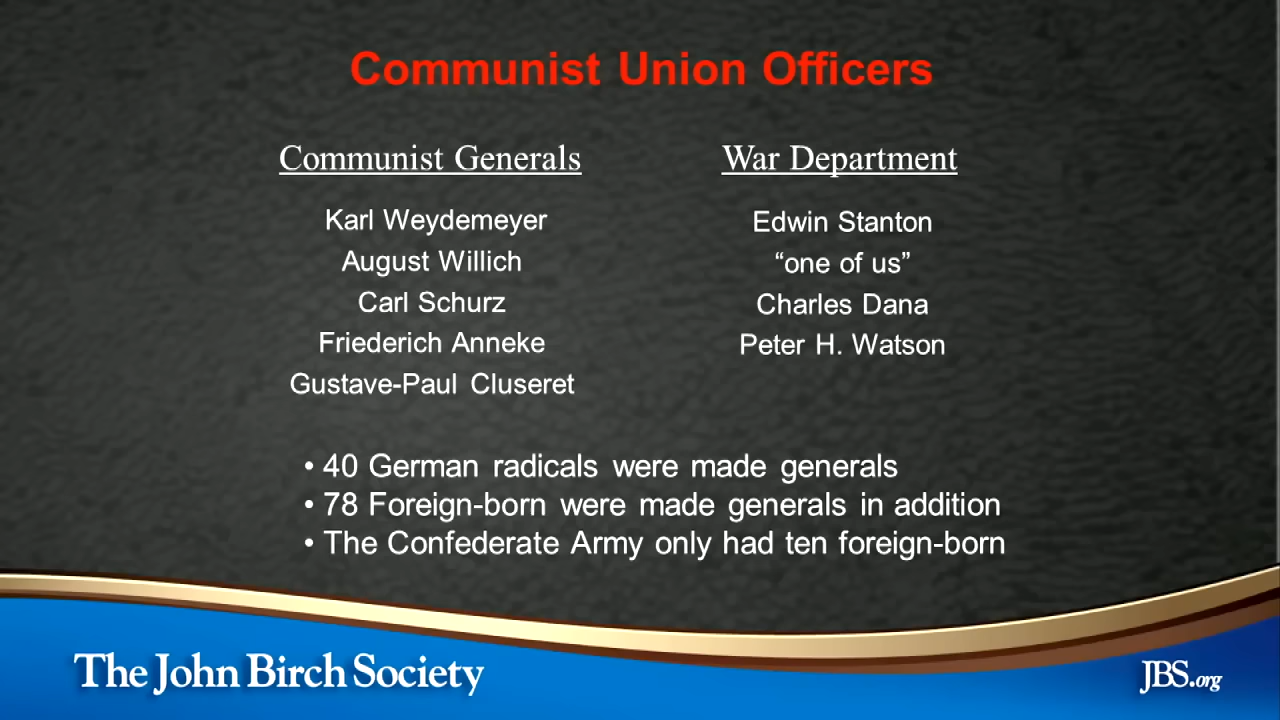 Communist Union Officers
Communist Generals
Karl Weydemeyer
August Willich
Carl Schurz
Friederich Anneke
Gustave-Paul Cluseret
War Department
Edwin Stanton
“one of us”
Charles Dana
Peter H. Watson
• 40 German radicals were made generals
• 78 Foreign-born were made generals in addition
• The Confederate Army only had ten foreign-born
The John Birch Society
JBS.org